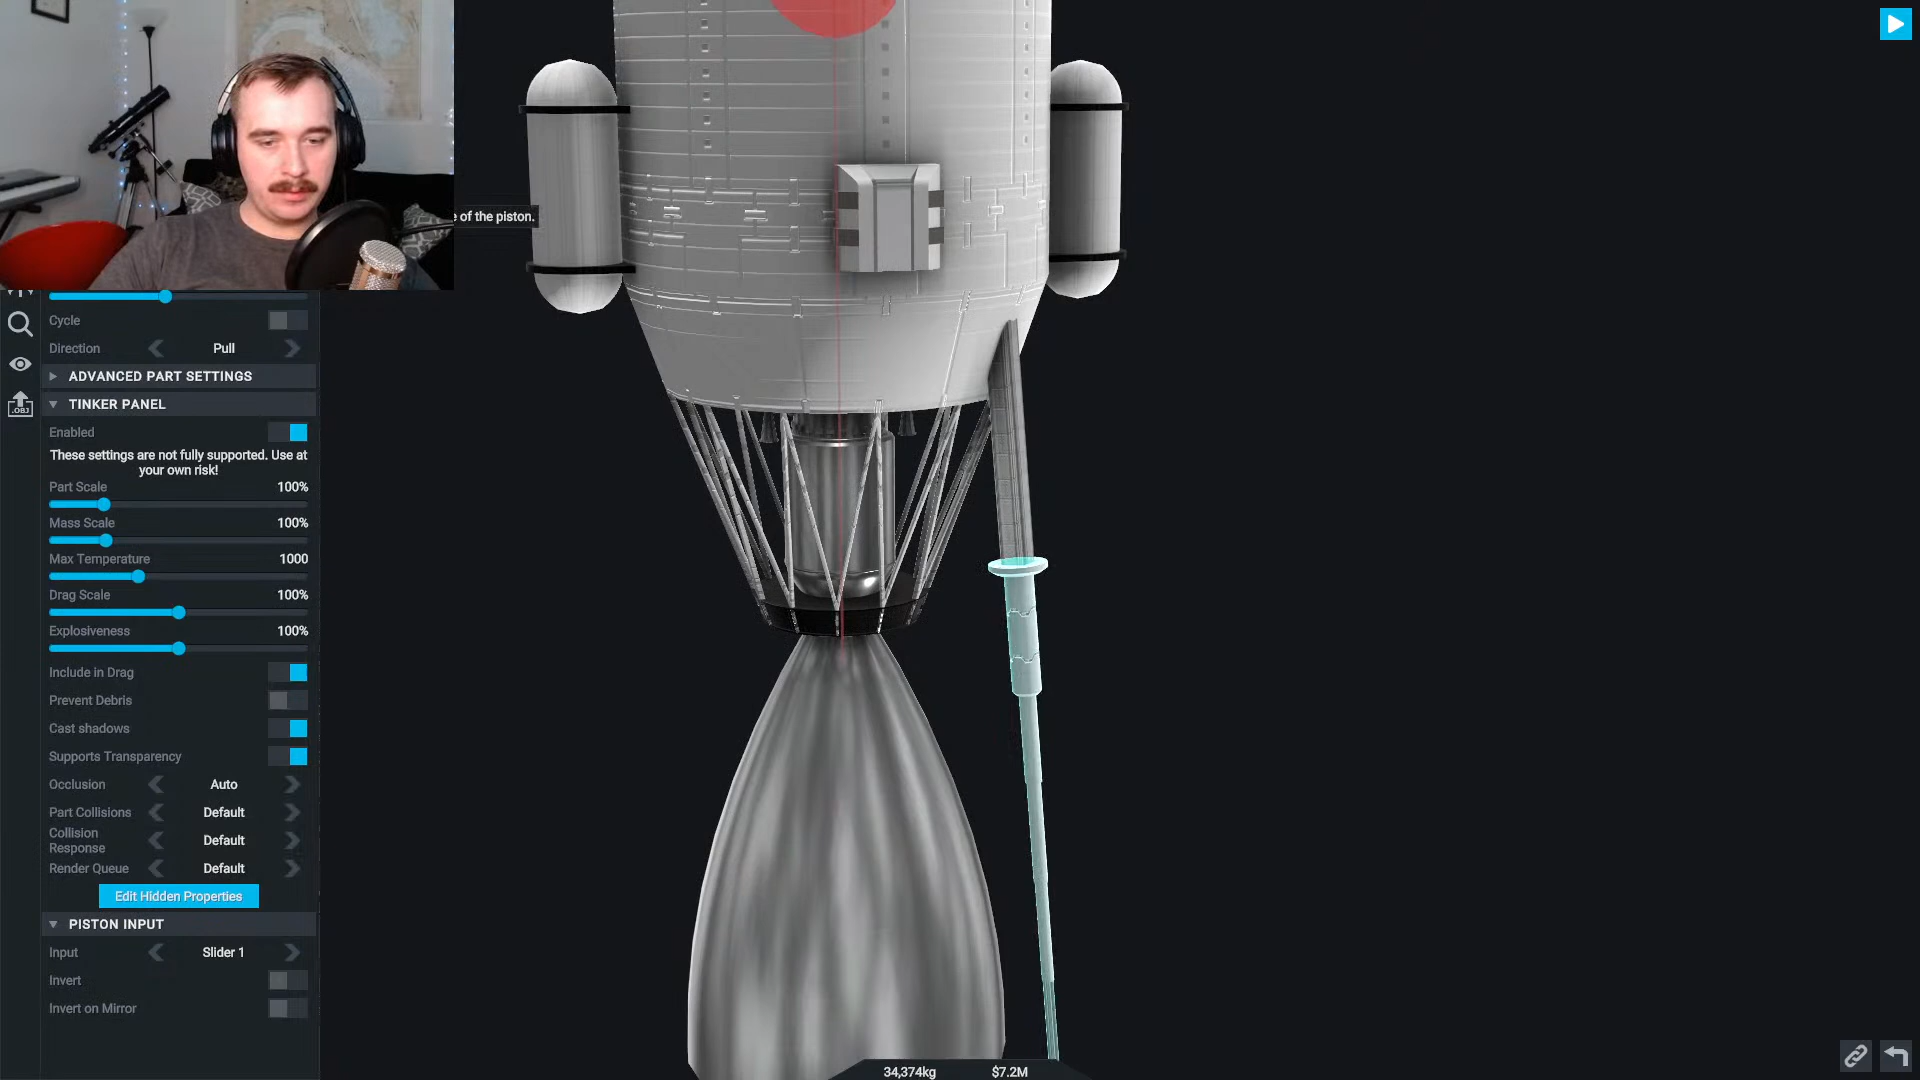 e of the piston.
Cycle
Direction Pull
ADVANCED PART SETTINGS
TINKER PANEL
Enabled
These settings are not fully supported. Use at
your own risk!
Part Scale 100%
Mass Scale 100%
Max Temperature 1000
Drag Scale 100%
Explosiveness 100%
Include in Drag
Prevent Debris
Cast shadows
Supports Transparency
Occlusion Auto
Part Collisions Default
Collision
Response Default
Render Queue Default
Edit Hidden Properties
PISTON INPUT
Input Slider 1
Invert
Invert on Mirror
.OBJ
34,374kg $7.2M